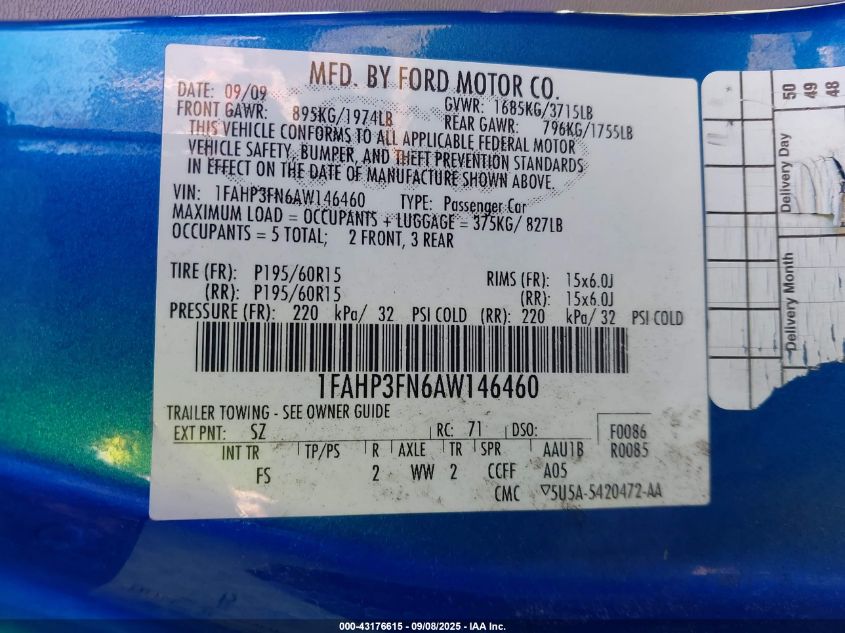 MFD. BY FORD MOTOR CO.
DATE: 09/09 GVWR: 1685KG/3715LB
FRONT GAWR: 895KG/1974LB REAR GAWR: 796KG/1755LB
THIS VEHICLE CONFORMS TO ALL APPLICABLE FEDERAL MOTOR
VEHICLE SAFETY, BUMPER, AND THEFT PREVENTION STANDARDS
IN EFFECT ON THE DATE OF MANUFACTURE SHOWN ABOVE.
VIN: 1FAHP3FN6AW146460 TYPE: Passenger Car
MAXIMUM LOAD = OCCUPANTS + LUGGAGE = 375KG/ 827LB
OCCUPANTS = 5 TOTAL; 2 FRONT, 3 REAR
TIRE (FR): P195/60R15 RIMS (FR): 15x6.0J
(RR): P195/60R15 (RR): 15x6.0J
PRESSURE (FR): 220 kPa/ 32 PSI COLD (RR): 220 kPa/ 32 PSI COLD
1FAHP3FN6AW146460
TRAILER TOWING - SEE OWNER GUIDE
EXT PNT: SZ RC: 71 DSO: F0086
INT TR TP/PS R AXLE TR SPR AAU1B R0085
FS 2 WW 2 CCFF A05
CMC 5U5A-5420472-AA
50
49
48
Delivery Day
Delivery Month
000-43176615 - 09/08/2025 - IAA Inc.